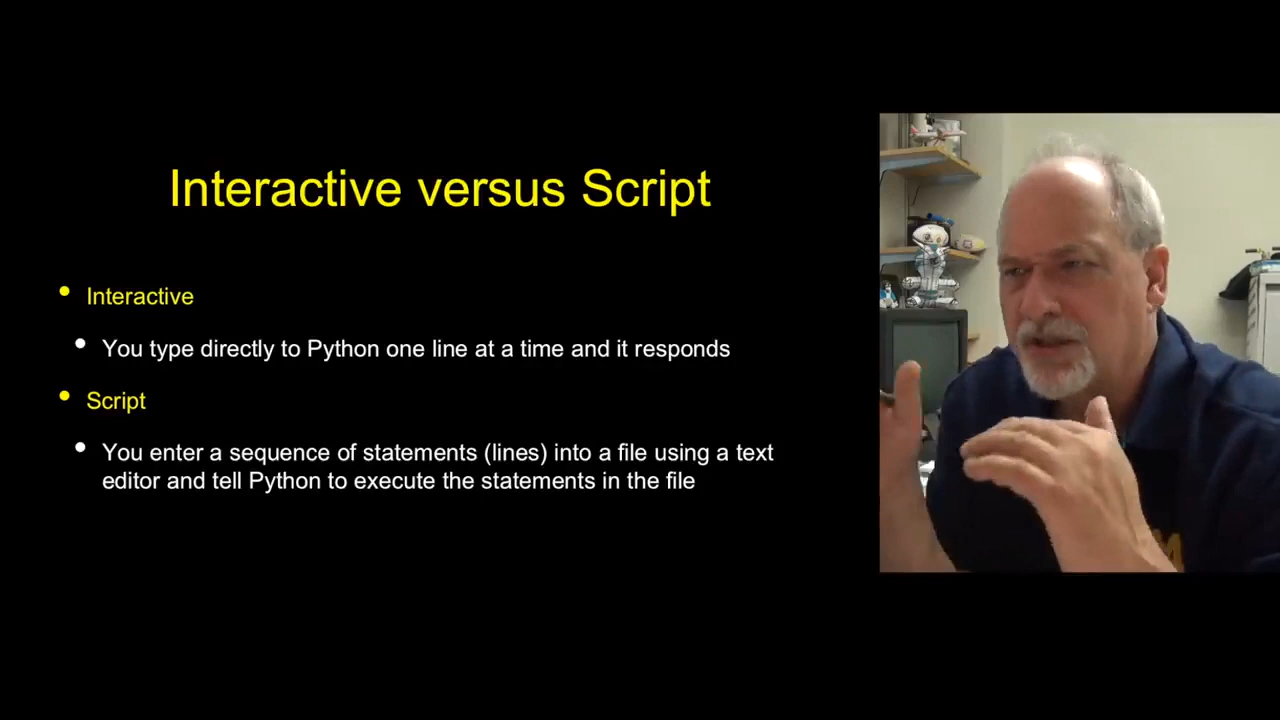 Interactive versus Script
• Interactive
• You type directly to Python one line at a time and it responds
• Script
• You enter a sequence of statements (lines) into a file using a text
editor and tell Python to execute the statements in the file